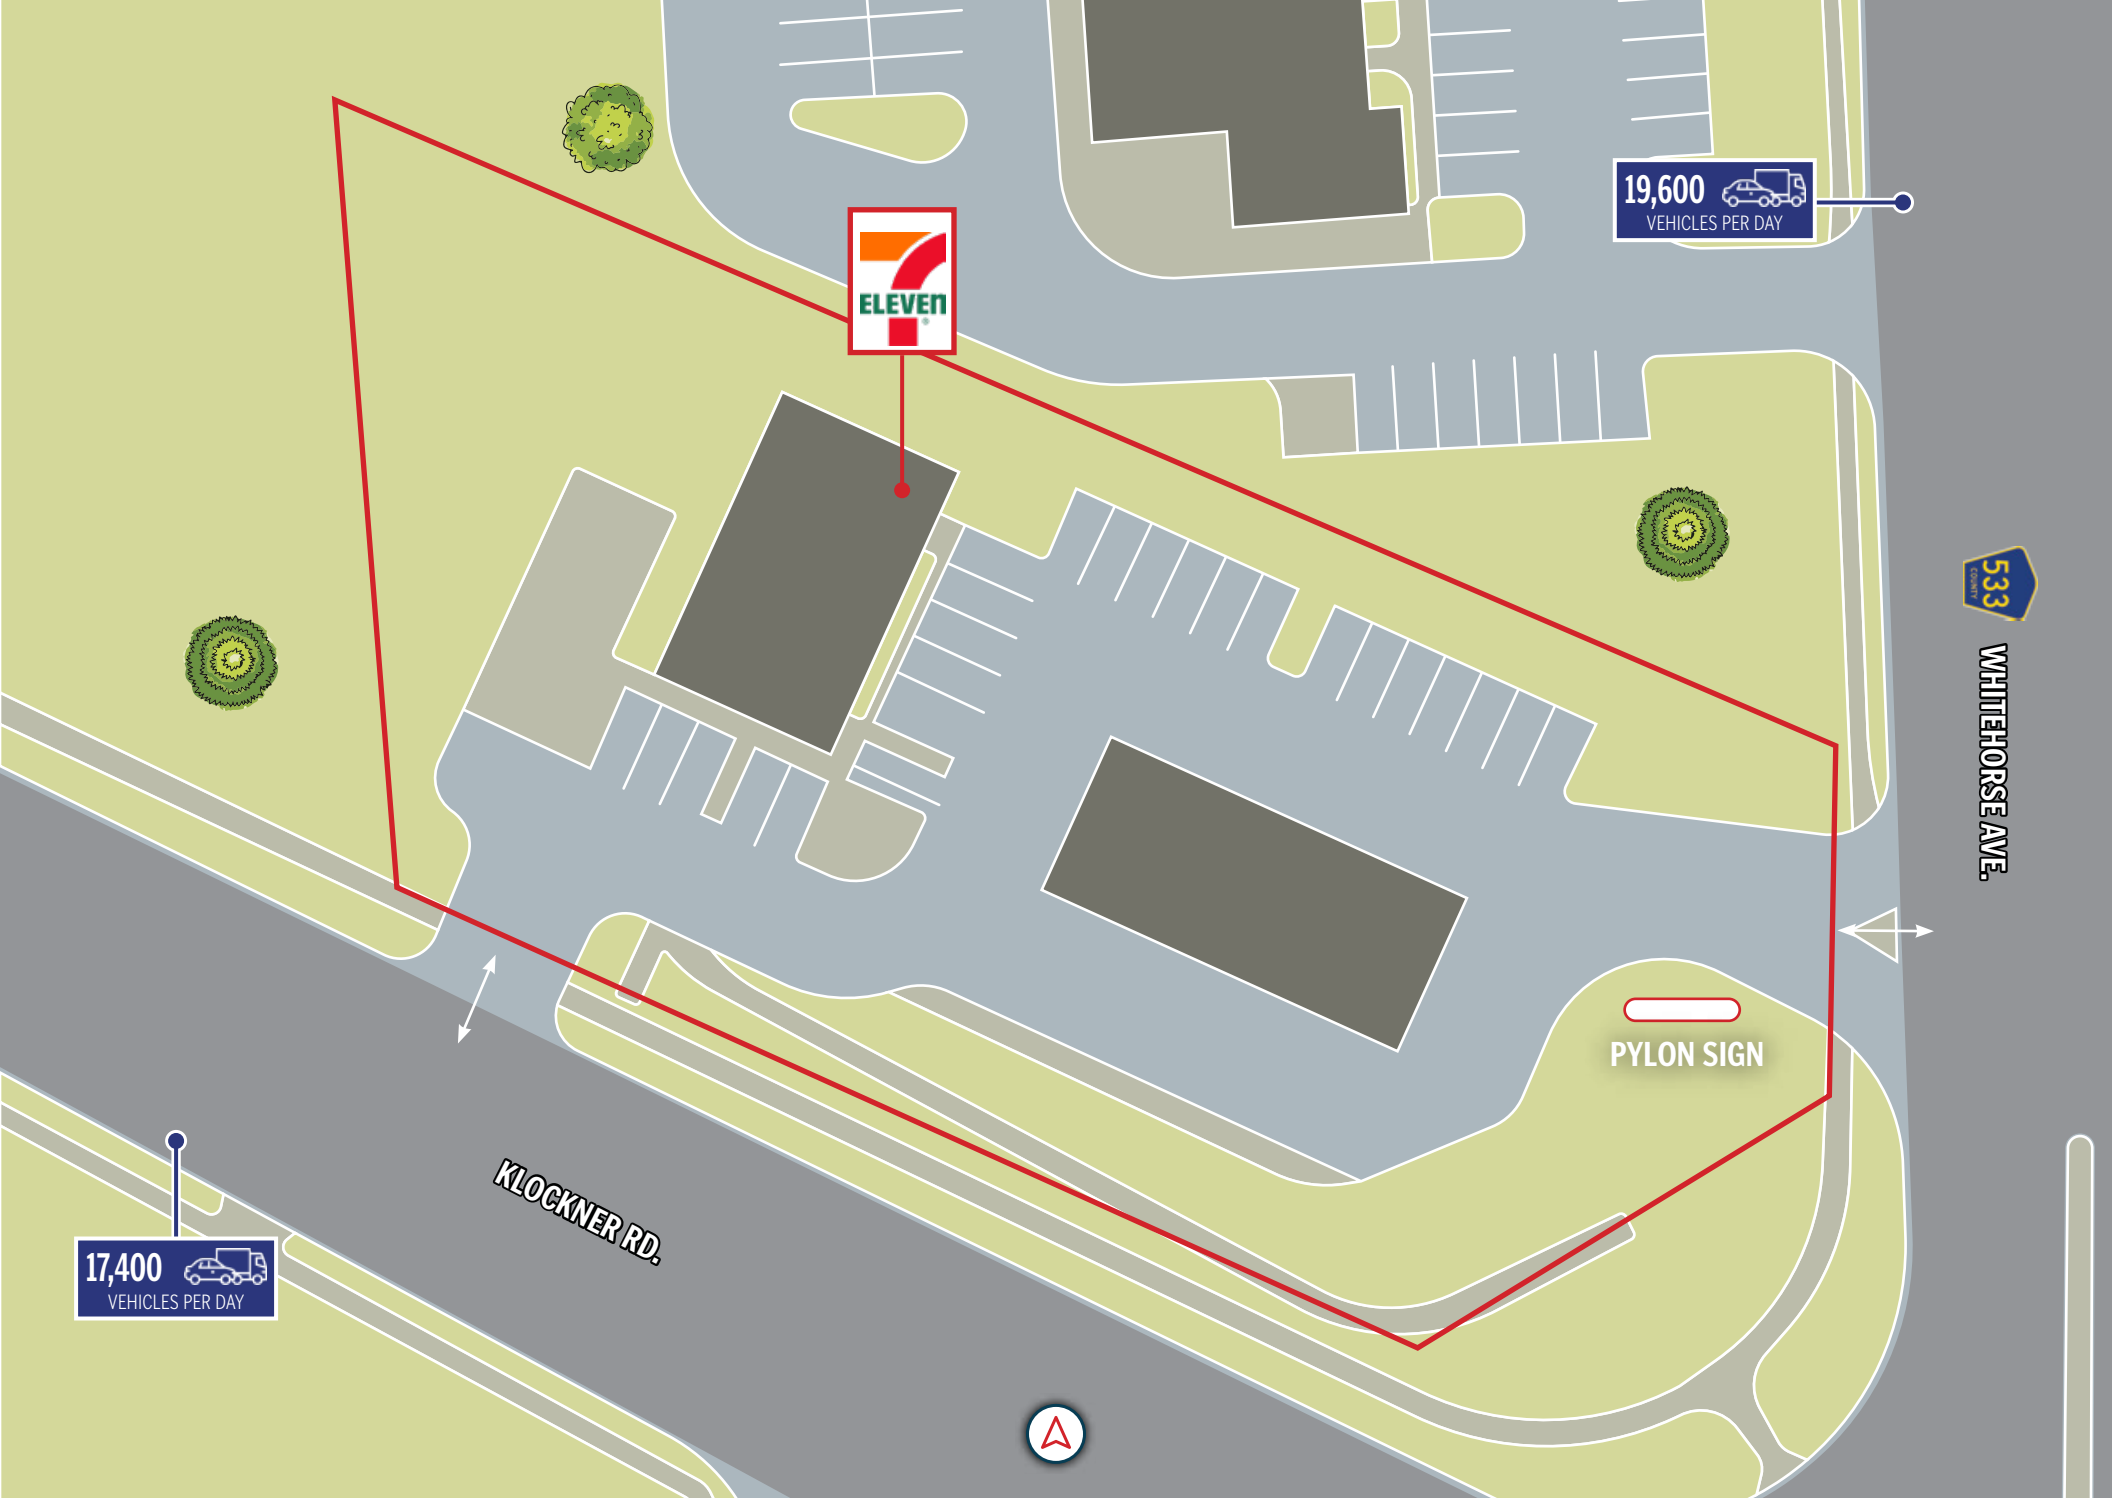 19,600
VEHICLES PER DAY
7
ELEVEN
®
533
COUNTY
WHITEHORSE AVE.
PYLON SIGN
KLOCKNER RD.
17,400
VEHICLES PER DAY